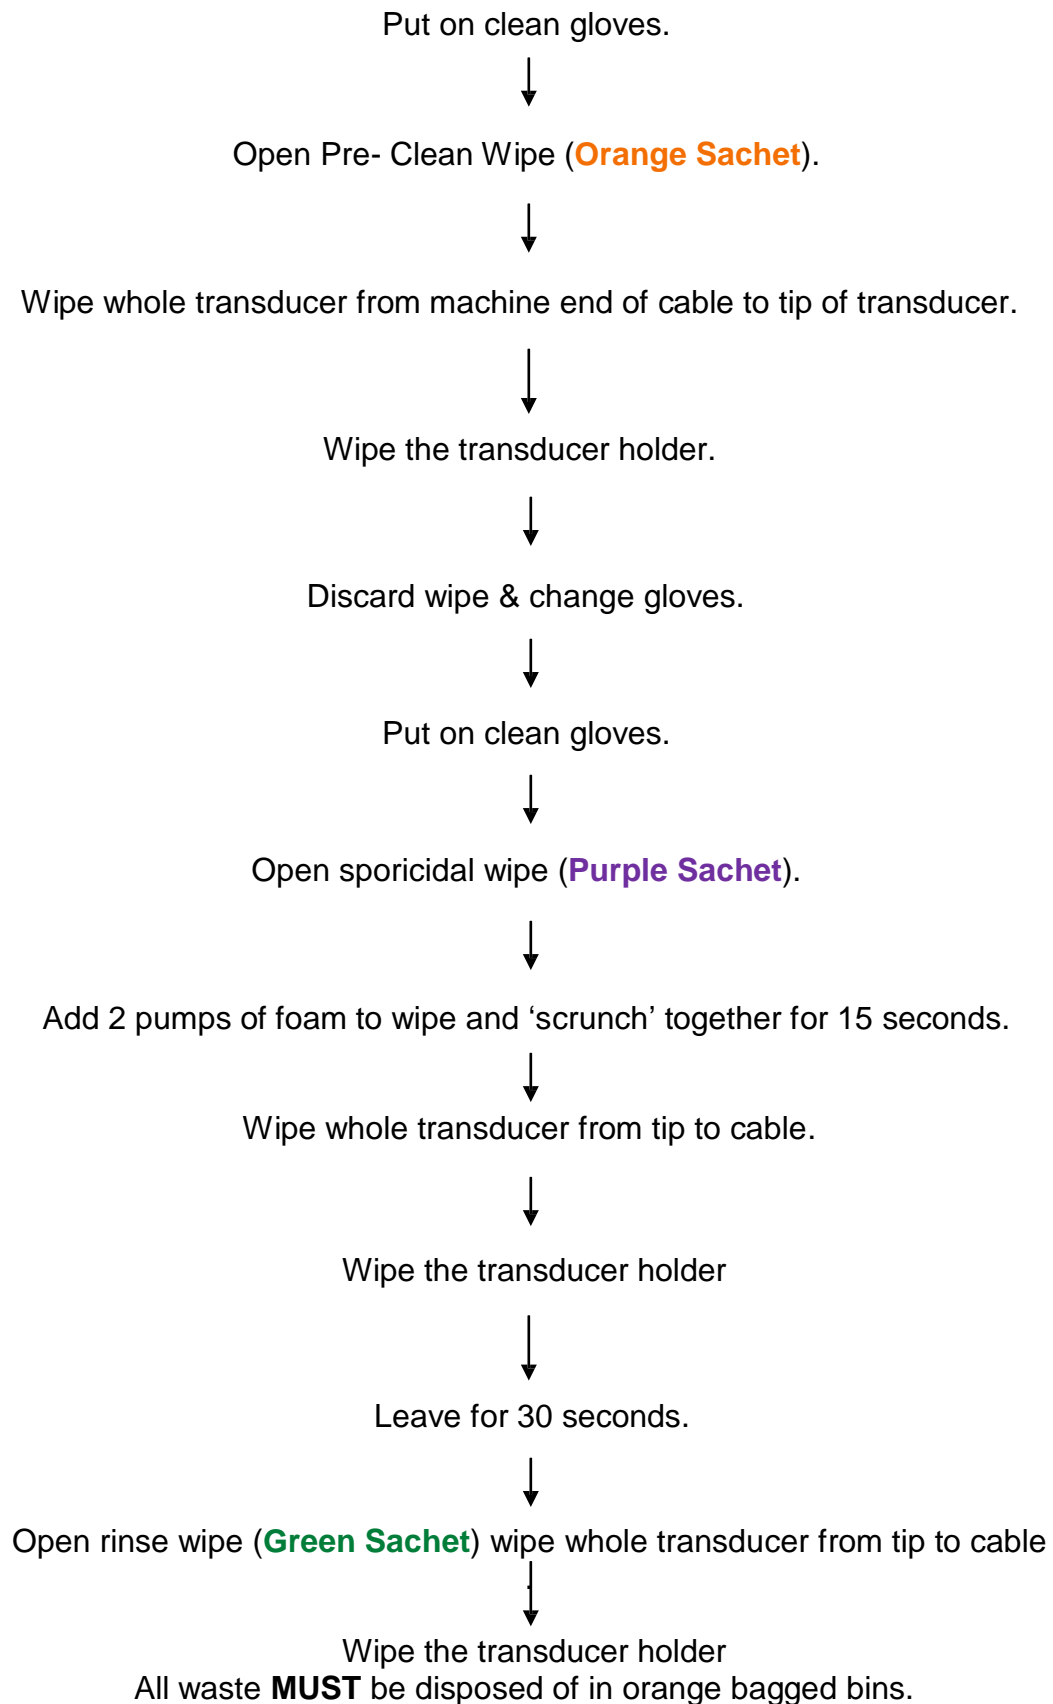 Put on clean gloves.
Open Pre- Clean Wipe (Orange Sachet).
Wipe whole transducer from machine end of cable to tip of transducer.
Wipe the transducer holder.
Discard wipe & change gloves.
Put on clean gloves.
Open sporicidal wipe (Purple Sachet).
Add 2 pumps of foam to wipe and ‘scrunch’ together for 15 seconds.
Wipe whole transducer from tip to cable.
Wipe the transducer holder
Leave for 30 seconds.
Open rinse wipe (Green Sachet) wipe whole transducer from tip to cable
.
Wipe the transducer holder
All waste MUST be disposed of in orange bagged bins.